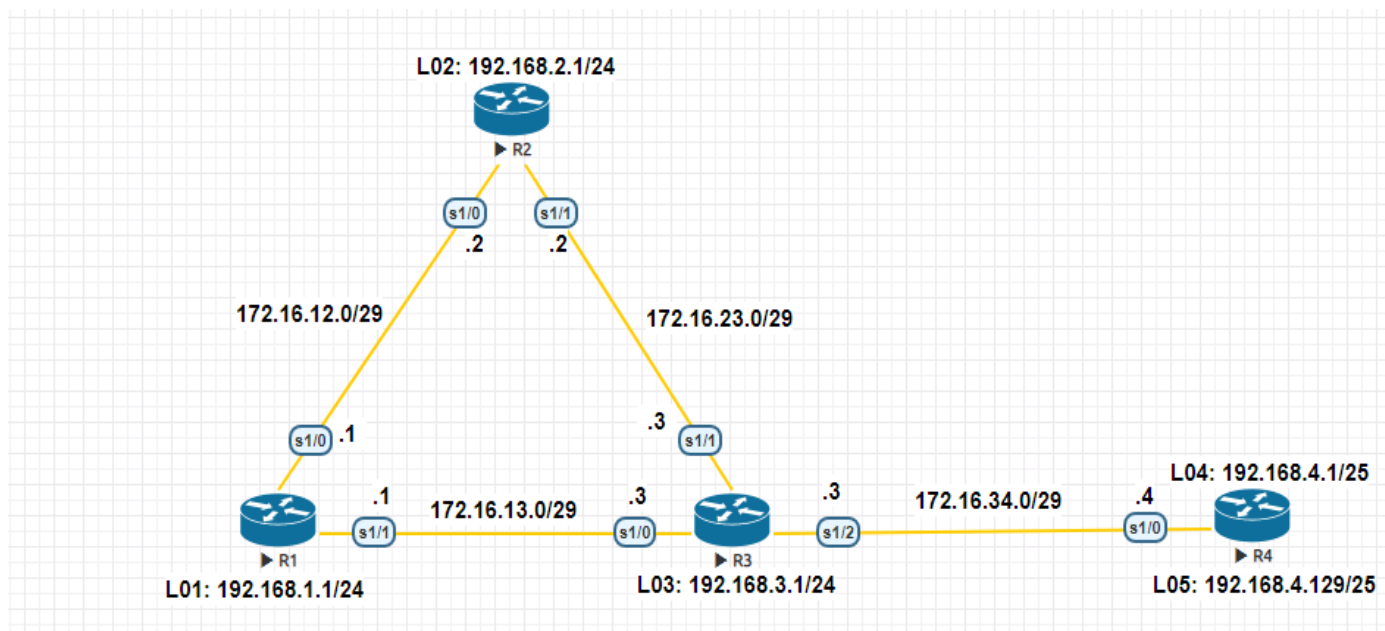 L02: 192.168.2.1/24
R2
s1/0
s1/1
.2
.2
172.16.12.0/29
172.16.23.0/29
.3
s1/0
.1
s1/1
L04: 192.168.4.1/25
.1
172.16.13.0/29
.3
.3
172.16.34.0/29
.4
s1/1
s1/0
s1/2
s1/0
R1
R3
R4
L01: 192.168.1.1/24
L03: 192.168.3.1/24
L05: 192.168.4.129/25